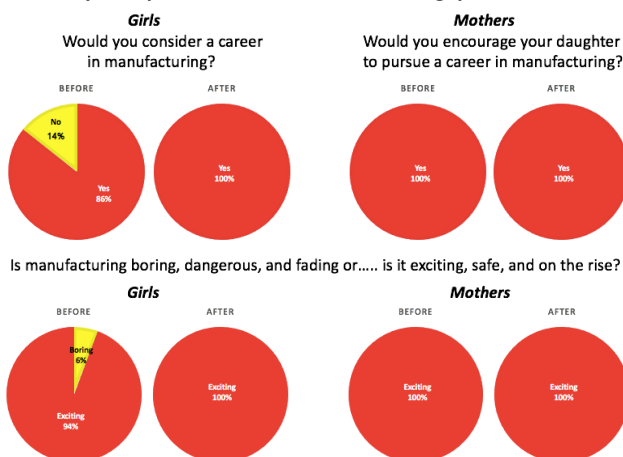 Girls
Would you consider a career
in manufacturing?
BEFORE
AFTER
No
14%
Yes
86%
Yes
100%
Mothers
Would you encourage your daughter
to pursue a career in manufacturing?
BEFORE
AFTER
Yes
100%
Yes
100%
Is manufacturing boring, dangerous, and fading or..... is it exciting, safe, and on the rise?
Girls
BEFORE
AFTER
Boring
6%
Exciting
94%
Exciting
100%
Mothers
BEFORE
AFTER
Exciting
100%
Exciting
100%